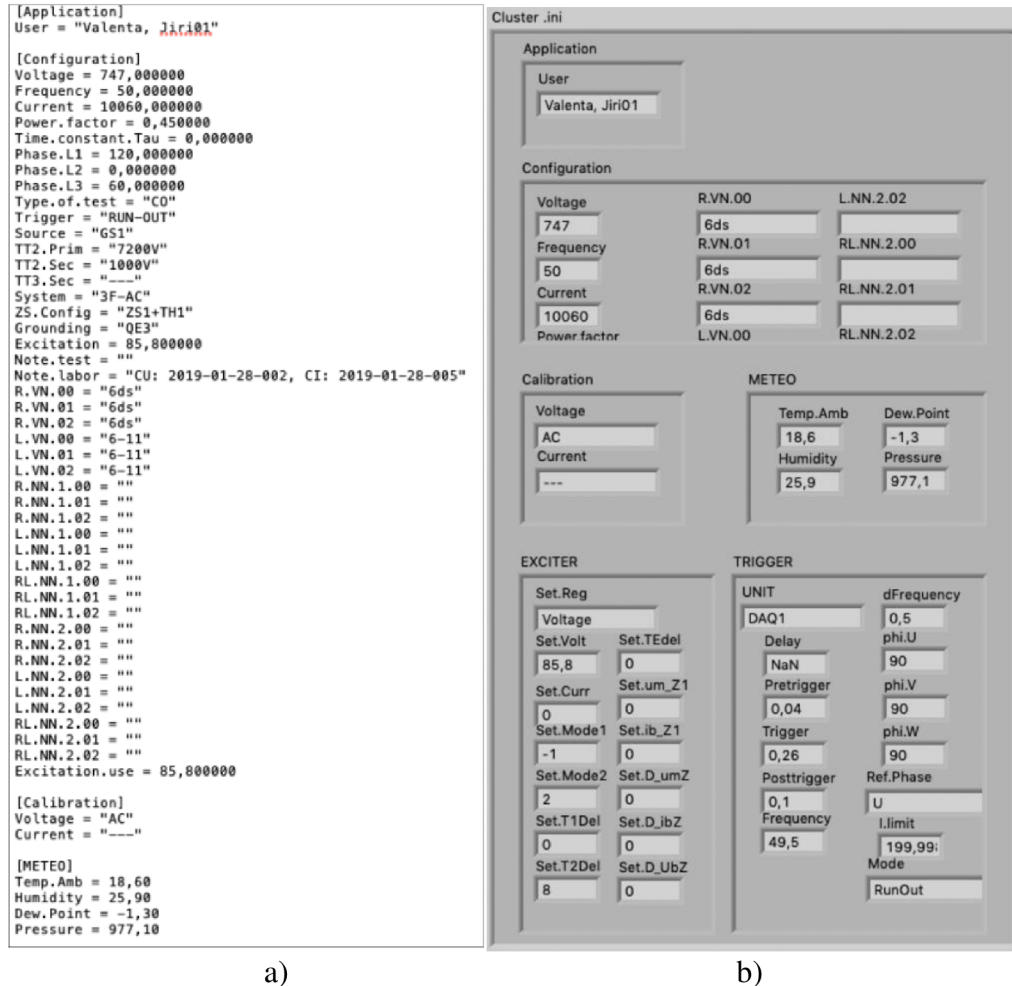 [Application]
User = "Valenta, Jiri01"
[Configuration]
Voltage = 747,000000
Frequency = 50,000000
Current = 10060,000000
Power.factor = 0,450000
Time.constant.Tau = 0,000000
Phase.L1 = 120,000000
Phase.L2 = 0,000000
Phase.L3 = 60,000000
Type.of.test = "CO"
Trigger = "RUN-OUT"
Source = "GS1"
TT2.Prim = "7200V"
TT2.Sec = "1000V"
TT3.Sec = "---"
System = "3F-AC"
ZS.Config = "ZS1+TH1"
Grounding = "QE3"
Excitation = 85,800000
Note.test = ""
Note.labor = "CU: 2019-01-28-002, CI: 2019-01-28-005"
R.VN.00 = "6ds"
R.VN.01 = "6ds"
R.VN.02 = "6ds"
L.VN.00 = "6-11"
L.VN.01 = "6-11"
L.VN.02 = "6-11"
R.NN.1.00 = ""
R.NN.1.01 = ""
R.NN.1.02 = ""
L.NN.1.00 = ""
L.NN.1.01 = ""
L.NN.1.02 = ""
RL.NN.1.00 = ""
RL.NN.1.01 = ""
RL.NN.1.02 = ""
R.NN.2.00 = ""
R.NN.2.01 = ""
R.NN.2.02 = ""
L.NN.2.00 = ""
L.NN.2.01 = ""
L.NN.2.02 = ""
RL.NN.2.00 = ""
RL.NN.2.01 = ""
RL.NN.2.02 = ""
Excitation.use = 85,800000
[Calibration]
Voltage = "AC"
Current = "---"
[METEO]
Temp.Amb = 18,60
Humidity = 25,90
Dew.Point = -1,30
Pressure = 977,10
a)
Cluster .ini
Application
User
Valenta, Jiri01
Configuration
Voltage R.VN.00 L.NN.2.02
747 6ds
Frequency R.VN.01 RL.NN.2.00
50 6ds
Current R.VN.02 RL.NN.2.01
10060 6ds
Power.factor L.VN.00 RL.NN.2.02
Calibration
Voltage
AC
Current
---
METEO
Temp.Amb Dew.Point
18,6 -1,3
Humidity Pressure
25,9 977,1
EXCITER
Set.Reg
Voltage
Set.Volt Set.TEdel
85,8 0
Set.Curr Set.um_Z1
0 0
Set.Mode1 Set.ib_Z1
-1 0
Set.Mode2 Set.D_umZ
2 0
Set.T1Del Set.D_ibZ
0 0
Set.T2Del Set.D_UbZ
8 0
TRIGGER
UNIT dFrequency
DAQ1 0,5
Delay phi.U
NaN 90
Pretrigger phi.V
0,04 90
Trigger phi.W
0,26 90
Posttrigger Ref.Phase
0,1 U
Frequency I.limit
49,5 199,99
Mode
RunOut
b)